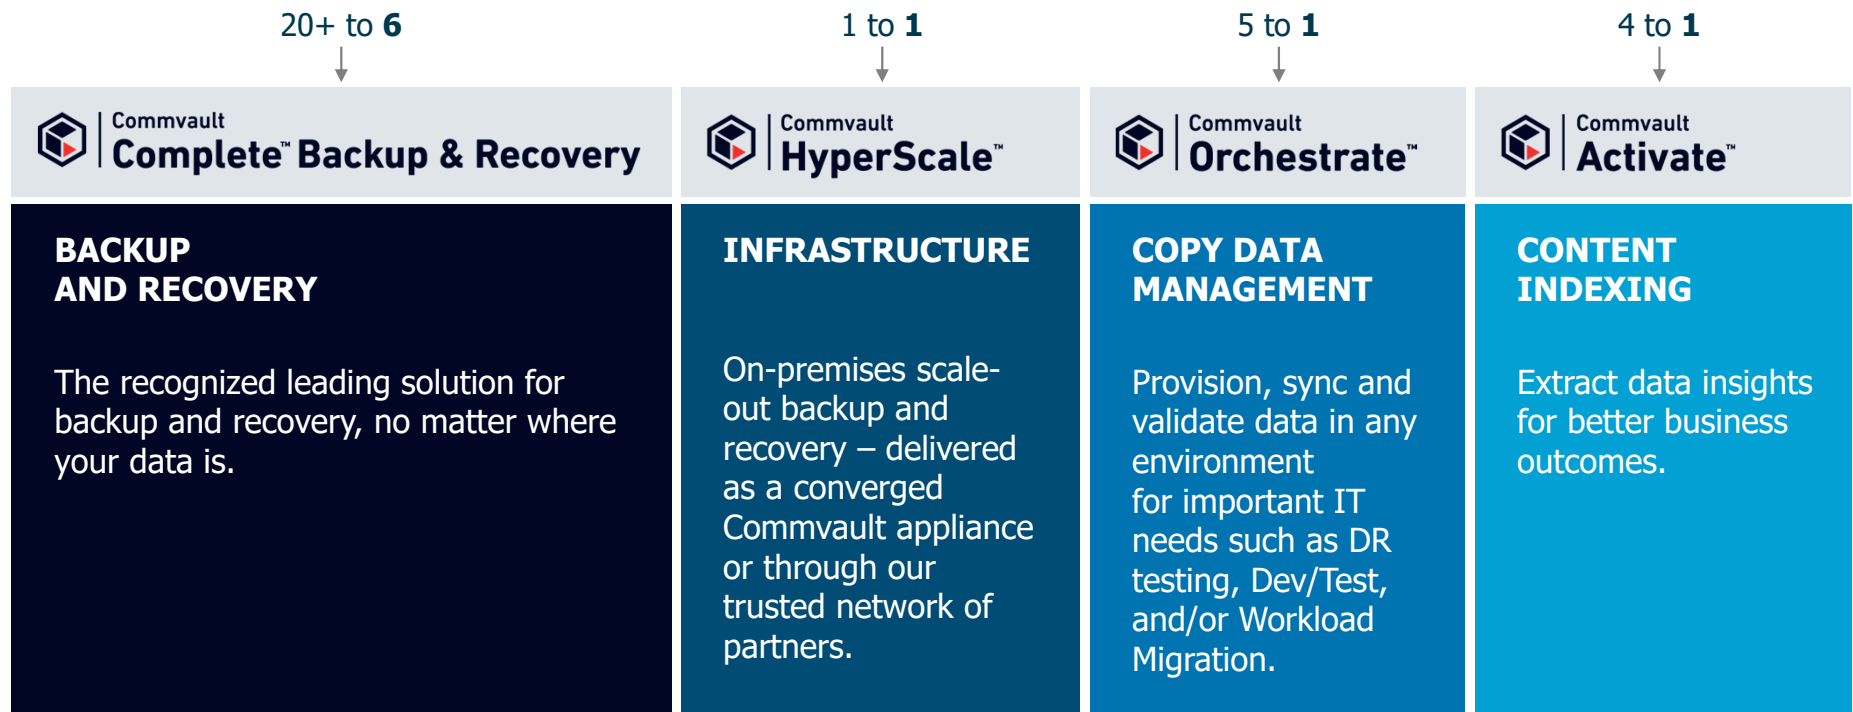 20+ to 6
1 to 1
5 to 1
4 to 1
Commvault
Complete™ Backup & Recovery
Commvault
HyperScale™
Commvault
Orchestrate™
Commvault
Activate™
BACKUP
AND RECOVERY
The recognized leading solution for
backup and recovery, no matter where
your data is.
INFRASTRUCTURE
On-premises scale-
out backup and
recovery – delivered
as a converged
Commvault appliance
or through our
trusted network of
partners.
COPY DATA
MANAGEMENT
Provision, sync and
validate data in any
environment
for important IT
needs such as DR
testing, Dev/Test,
and/or Workload
Migration.
CONTENT
INDEXING
Extract data insights
for better business
outcomes.